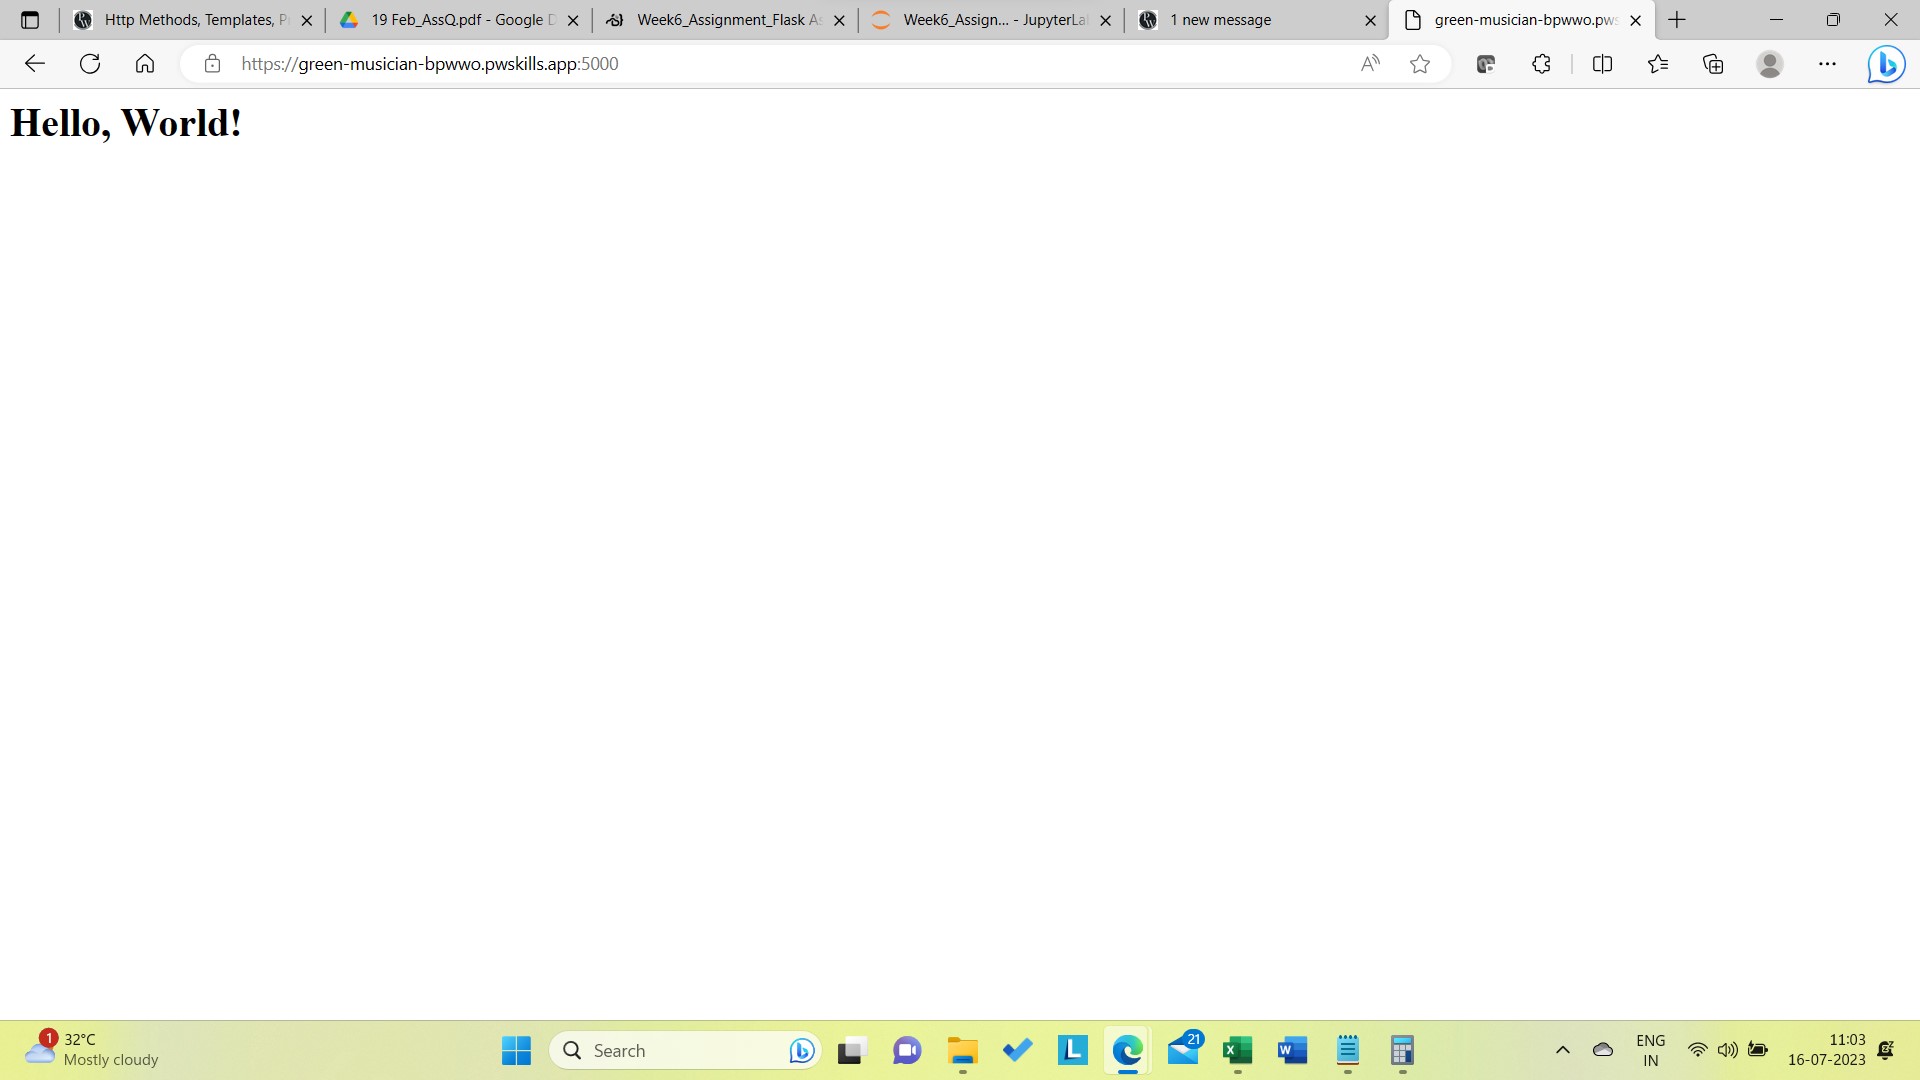 Http Methods, Templates, P
19 Feb_AssQ.pdf - Google D
Week6_Assignment_Flask As
Week6_Assign... - JupyterLa
1 new message
green-musician-bpwwo.pws
https://green-musician-bpwwo.pwskills.app:5000
Hello, World!
1
32°C
Mostly cloudy
Search
L
21
X
W
ENG
IN
11:03
16-07-2023